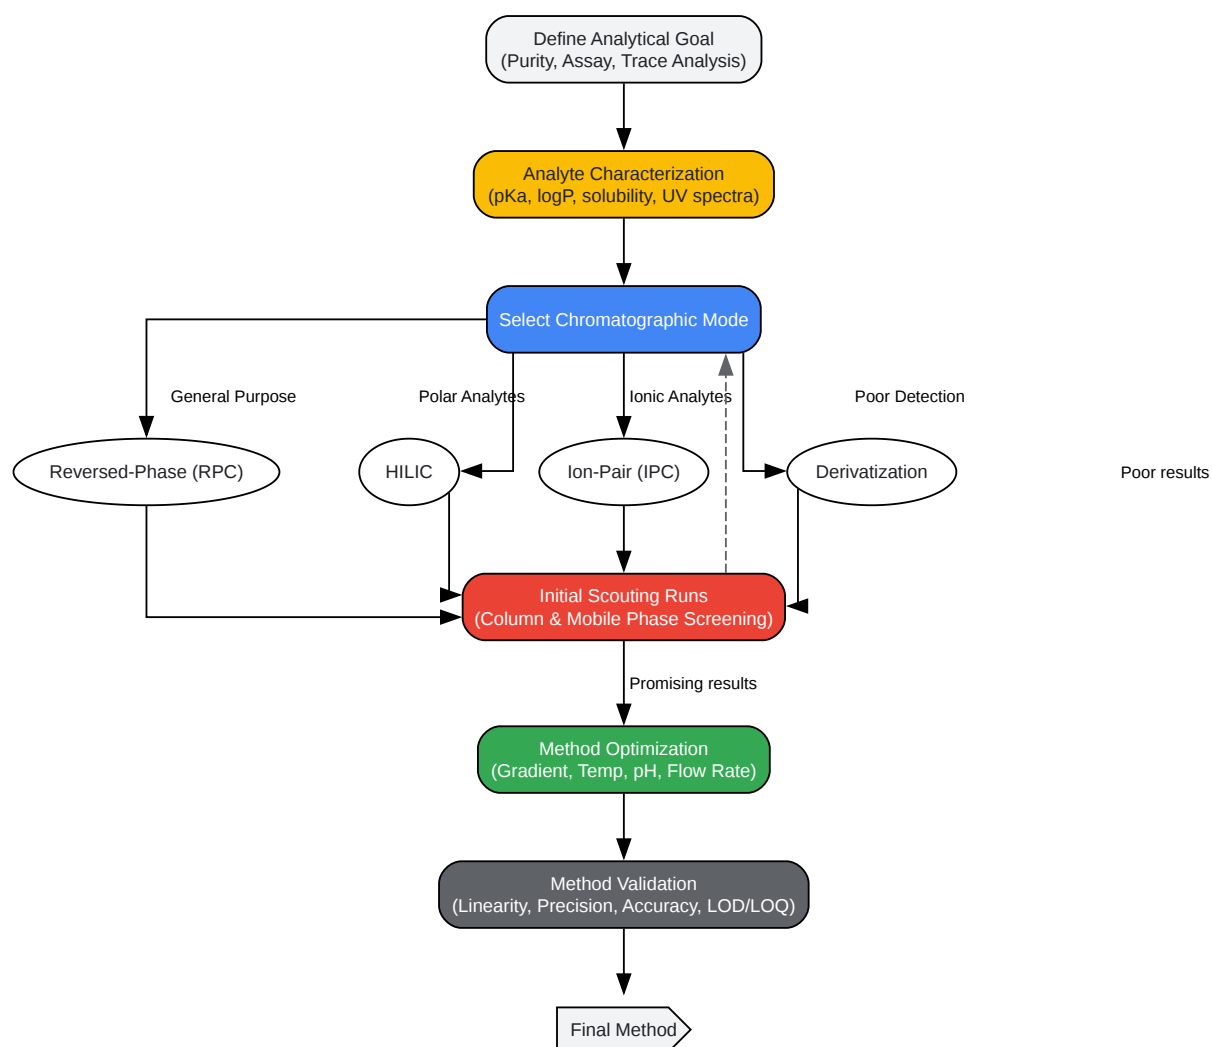 Define Analytical Goal
(Purity, Assay, Trace Analysis)
Analyte Characterization
(pKa, logP, solubility, UV spectra)
Select Chromatographic Mode
General Purpose
Polar Analytes
Ionic Analytes
Poor Detection
Reversed-Phase (RPC)
HILIC
Ion-Pair (IPC)
Derivatization
Poor results
Initial Scouting Runs
(Column & Mobile Phase Screening)
Promising results
Method Optimization
(Gradient, Temp, pH, Flow Rate)
Method Validation
(Linearity, Precision, Accuracy, LOD/LOQ)
Final Method